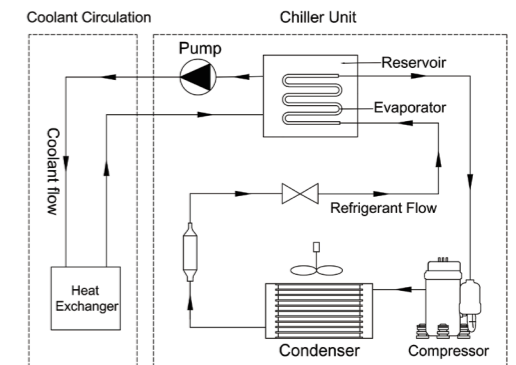 Coolant Circulation
Chiller Unit
Pump
Reservoir
Evaporator
Coolant flow
Refrigerant Flow
Heat
Exchanger
Condenser
Compressor